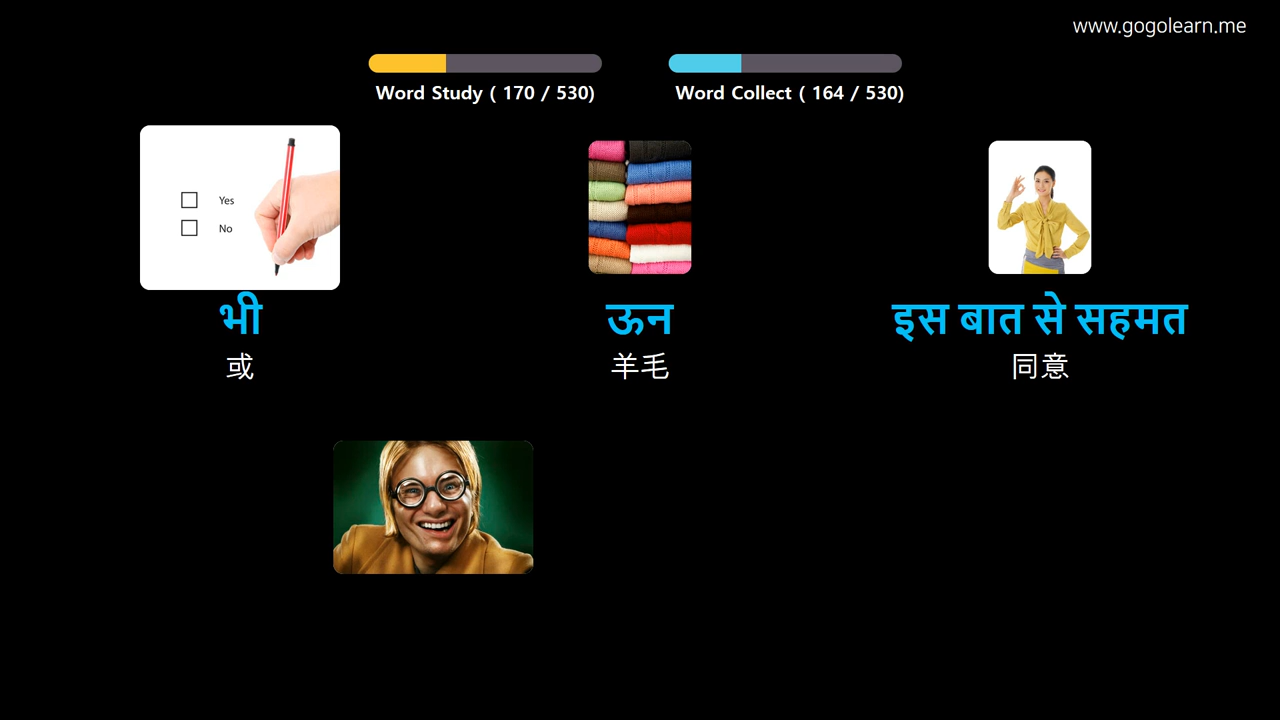 www.gogolearn.me
Word Study ( 170 / 530)
Word Collect ( 164 / 530)
Yes
No
भी
ऊन
इस बात से सहमत
或
羊毛
同意